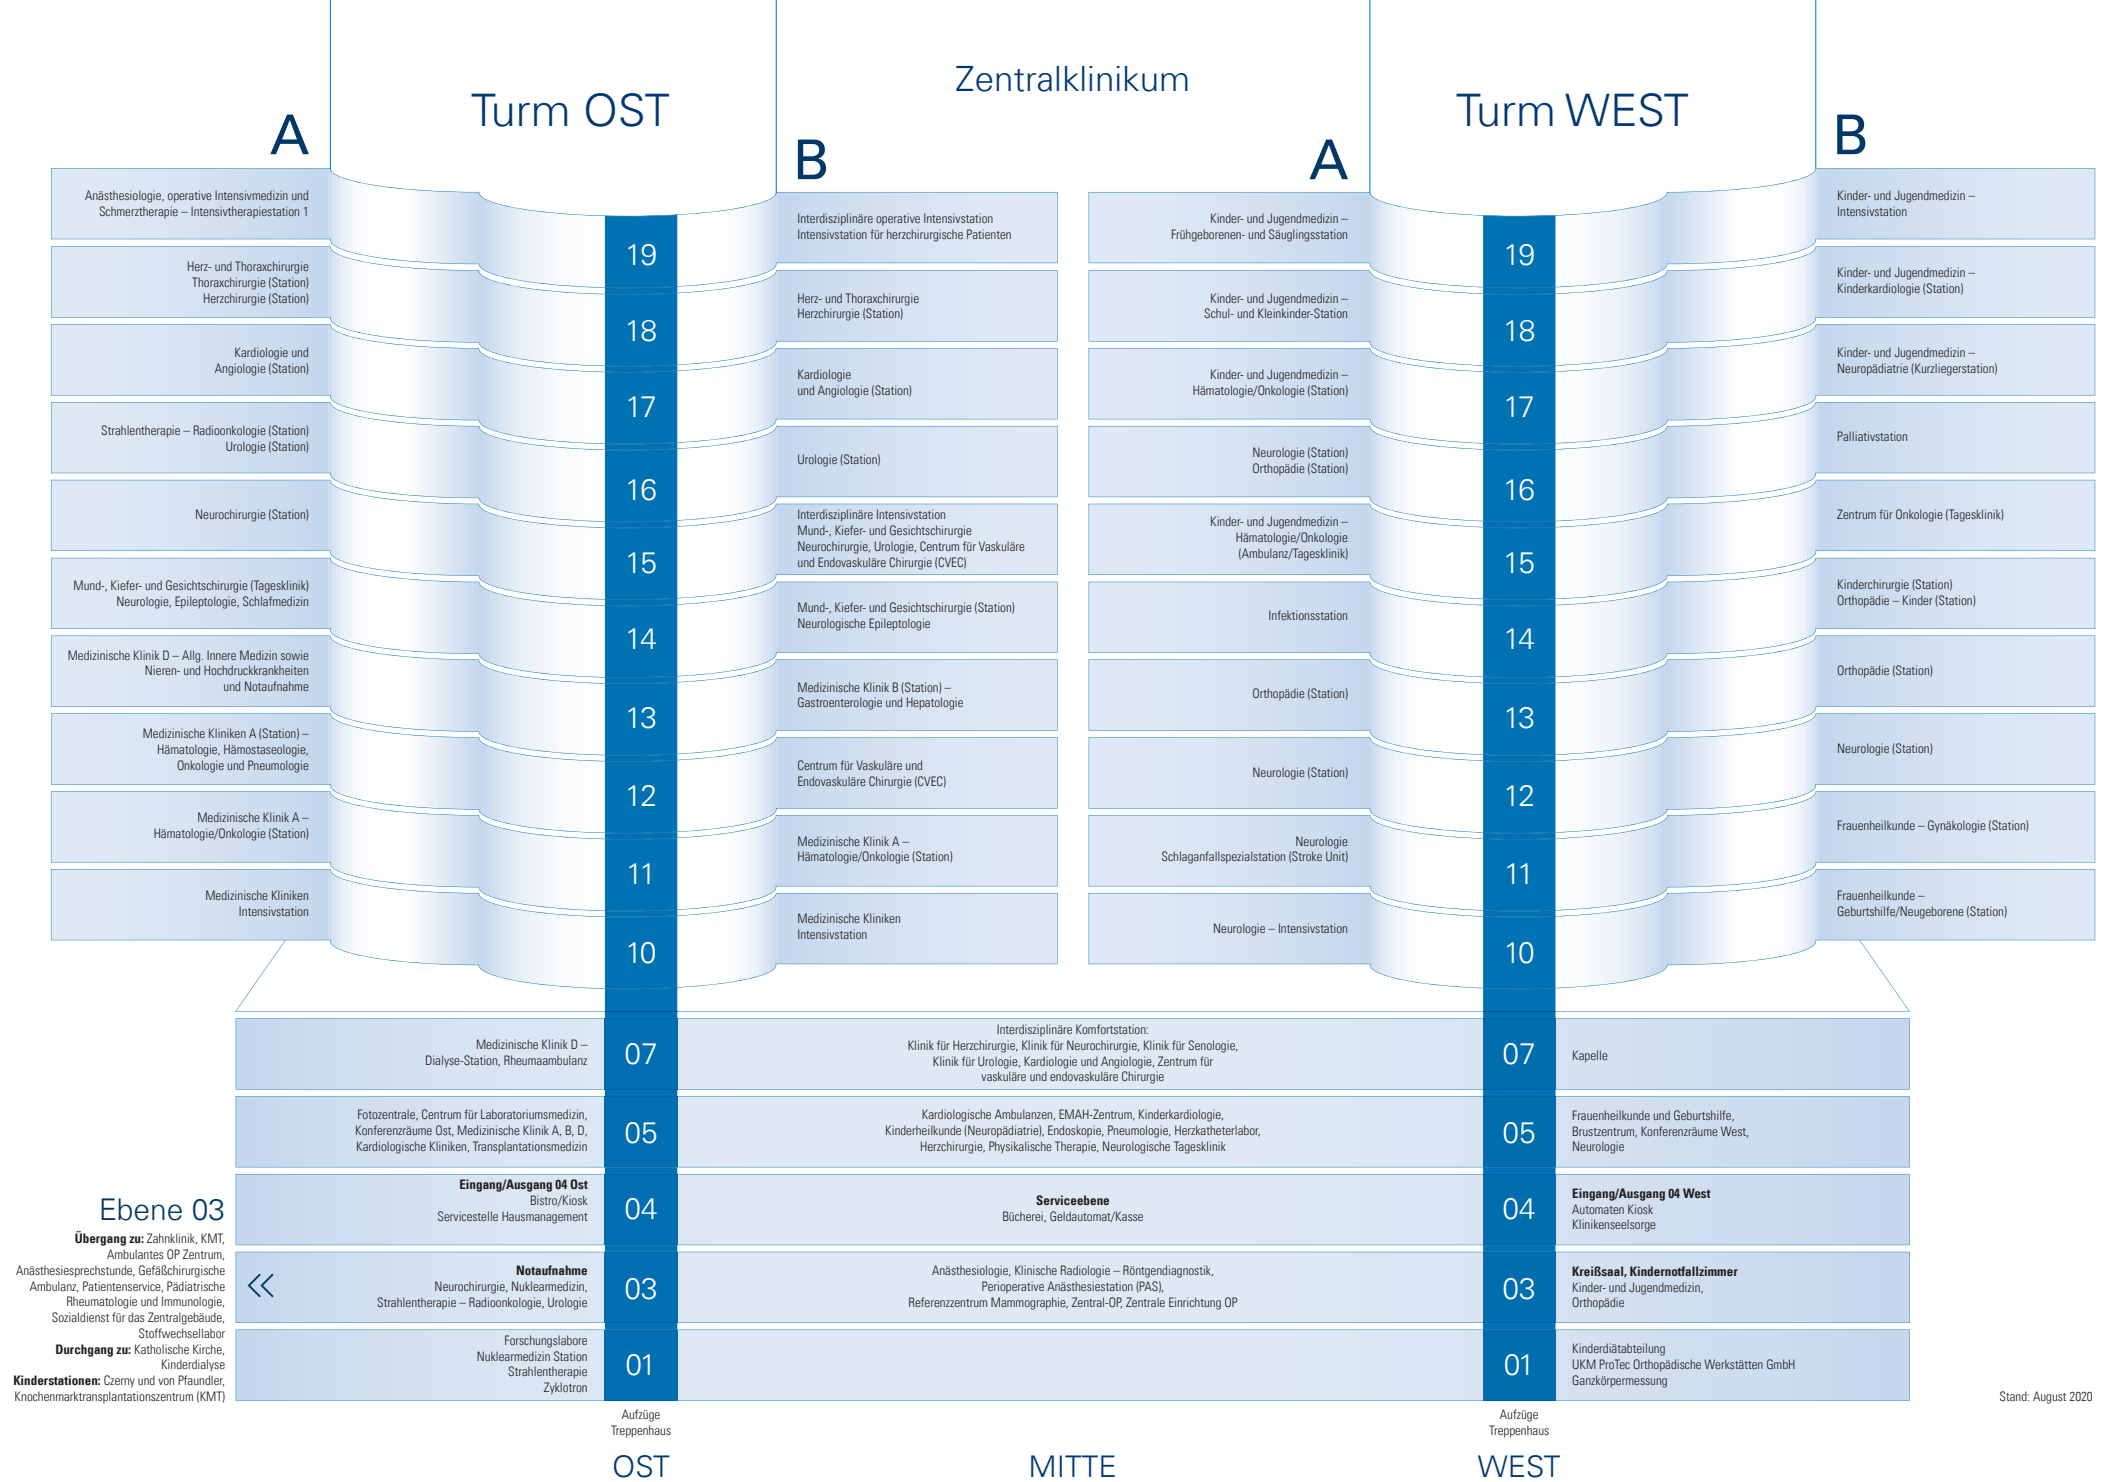 Zentralklinikum
Turm OST
Turm WEST
A
B
A
B
Anästhesiologie, operative Intensivmedizin und
Schmerztherapie – Intensivtherapiestation 1
19
Interdisziplinäre operative Intensivstation
Intensivstation für herzchirurgische Patienten
Kinder- und Jugendmedizin –
Frühgeborenen- und Säuglingsstation
19
Kinder- und Jugendmedizin –
Intensivstation
Herz- und Thoraxchirurgie
Thoraxchirurgie (Station)
Herzchirurgie (Station)
18
Herz- und Thoraxchirurgie
Herzchirurgie (Station)
Kinder- und Jugendmedizin –
Schul- und Kleinkinder-Station
18
Kinder- und Jugendmedizin –
Kinderkardiologie (Station)
Kardiologie und
Angiologie (Station)
17
Kardiologie
und Angiologie (Station)
Kinder- und Jugendmedizin –
Hämatologie/Onkologie (Station)
17
Kinder- und Jugendmedizin –
Neuropädiatrie (Kurzliegerstation)
Strahlentherapie – Radioonkologie (Station)
Urologie (Station)
16
Urologie (Station)
Neurologie (Station)
Orthopädie (Station)
16
Palliativstation
Neurochirurgie (Station)
15
Interdisziplinäre Intensivstation
Mund-, Kiefer- und Gesichtschirurgie
Neurochirurgie, Urologie, Centrum für Vaskuläre
und Endovaskuläre Chirurgie (CVEC)
Kinder- und Jugendmedizin –
Hämatologie/Onkologie
(Ambulanz/Tagesklinik)
15
Zentrum für Onkologie (Tagesklinik)
Mund-, Kiefer- und Gesichtschirurgie (Tagesklinik)
Neurologie, Epileptologie, Schlafmedizin
14
Mund-, Kiefer- und Gesichtschirurgie (Station)
Neurologische Epileptologie
Infektionsstation
14
Kinderchirurgie (Station)
Orthopädie – Kinder (Station)
Medizinische Klinik D – Allg. Innere Medizin sowie
Nieren- und Hochdruckkrankheiten
und Notaufnahme
13
Medizinische Klinik B (Station) –
Gastroenterologie und Hepatologie
Orthopädie (Station)
13
Orthopädie (Station)
Medizinische Kliniken A (Station) –
Hämatologie, Hämostaseologie,
Onkologie und Pneumologie
12
Centrum für Vaskuläre und
Endovaskuläre Chirurgie (CVEC)
Neurologie (Station)
12
Neurologie (Station)
Medizinische Klinik A –
Hämatologie/Onkologie (Station)
11
Medizinische Klinik A –
Hämatologie/Onkologie (Station)
Neurologie
Schlaganfallspezialstation (Stroke Unit)
11
Frauenheilkunde – Gynäkologie (Station)
Medizinische Kliniken
Intensivstation
10
Medizinische Kliniken
Intensivstation
Neurologie – Intensivstation
10
Frauenheilkunde –
Geburtshilfe/Neugeborene (Station)
Medizinische Klinik D –
Dialyse-Station, Rheumaambulanz
07
Interdisziplinäre Komfortstation:
Klinik für Herzchirurgie, Klinik für Neurochirurgie, Klinik für Senologie,
Klinik für Urologie, Kardiologie und Angiologie, Zentrum für
vaskuläre und endovaskuläre Chirurgie
07
Kapelle
Fotozentrale, Centrum für Laboratoriumsmedizin,
Konferenzräume Ost, Medizinische Klinik A, B, D,
Kardiologische Kliniken, Transplantationsmedizin
05
Kardiologische Ambulanzen, EMAH-Zentrum, Kinderkardiologie,
Kinderheilkunde (Neuropädiatrie), Endoskopie, Pneumologie, Herzkatheterlabor,
Herzchirurgie, Physikalische Therapie, Neurologische Tagesklinik
05
Frauenheilkunde und Geburtshilfe,
Brustzentrum, Konferenzräume West,
Neurologie
Eingang/Ausgang 04 Ost
Bistro/Kiosk
Servicestelle Hausmanagement
04
Serviceebene
Bücherei, Geldautomat/Kasse
04
Eingang/Ausgang 04 West
Automaten Kiosk
Klinikenseelsorge
Notaufnahme
Neurochirurgie, Nuklearmedizin,
Strahlentherapie – Radioonkologie, Urologie
03
Anästhesiologie, Klinische Radiologie – Röntgendiagnostik,
Perioperative Anästhesiestation (PAS),
Referenzzentrum Mammographie, Zentral-OP, Zentrale Einrichtung OP
03
Kreißsaal, Kindernotfallzimmer
Kinder- und Jugendmedizin,
Orthopädie
Forschungslabore
Nuklearmedizin Station
Strahlentherapie
Zyklotron
01
01
Kinderdiätabteilung
UKM ProTec Orthopädische Werkstätten GmbH
Ganzkörpermessung
Ebene 03
Übergang zu: Zahnklinik, KMT,
Ambulantes OP Zentrum,
Anästhesiesprechstunde, Gefäßchirurgische
Ambulanz, Patientenservice, Pädiatrische
Rheumatologie und Immunologie,
Sozialdienst für das Zentralgebäude,
Stoffwechsellabor
Durchgang zu: Katholische Kirche,
Kinderdialyse
Kinderstationen: Czerny und von Pfaundler,
Knochenmarktransplantationszentrum (KMT)
Stand: August 2020
Aufzüge
Treppenhaus
Aufzüge
Treppenhaus
OST
MITTE
WEST